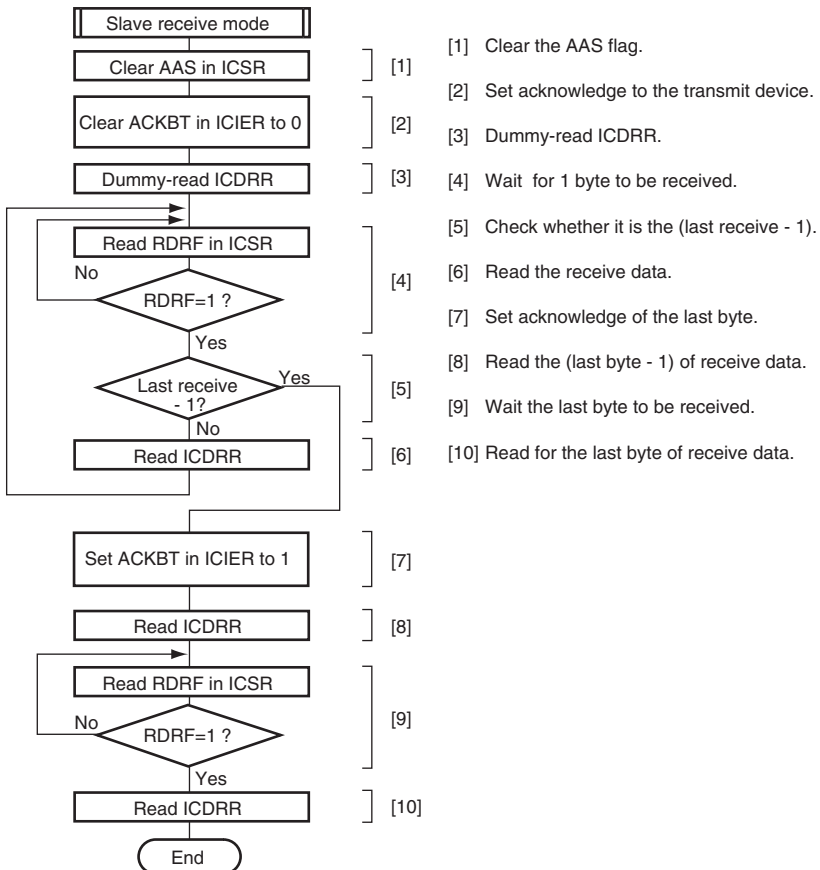 Slave receive mode
Clear AAS in ICSR
[1]
Clear ACKBT in ICIER to 0
[2]
Dummy-read ICDRR
[3]
Read RDRF in ICSR
No
RDRF=1 ?
[4]
Yes
Last receive
- 1?
Yes
[5]
No
Read ICDRR
[6]
Set ACKBT in ICIER to 1
[7]
Read ICDRR
[8]
Read RDRF in ICSR
No
RDRF=1 ?
[9]
Yes
Read ICDRR
[10]
End
[1] Clear the AAS flag.
[2] Set acknowledge to the transmit device.
[3] Dummy-read ICDRR.
[4] Wait for 1 byte to be received.
[5] Check whether it is the (last receive - 1).
[6] Read the receive data.
[7] Set acknowledge of the last byte.
[8] Read the (last byte - 1) of receive data.
[9] Wait the last byte to be received.
[10] Read for the last byte of receive data.